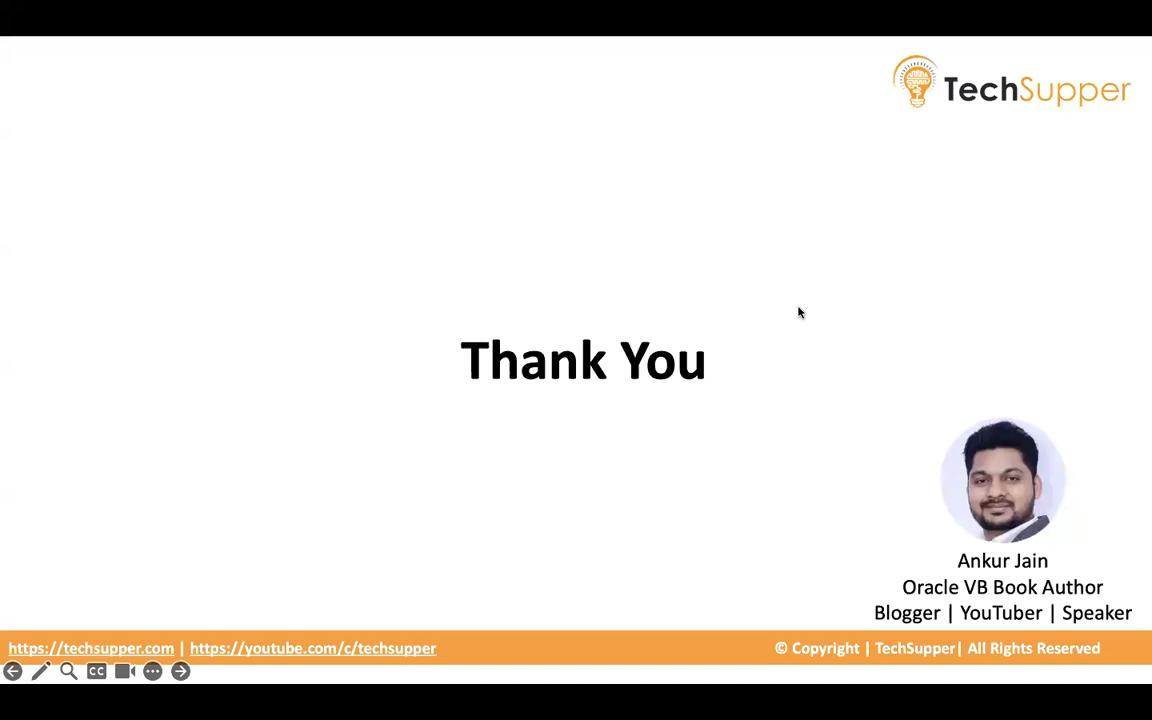 TechSupper
Thank You
Ankur Jain
Oracle VB Book Author
Blogger | YouTuber | Speaker
https://techsupper.com | https://youtube.com/c/techsupper
© Copyright | TechSupper| All Rights Reserved
CC